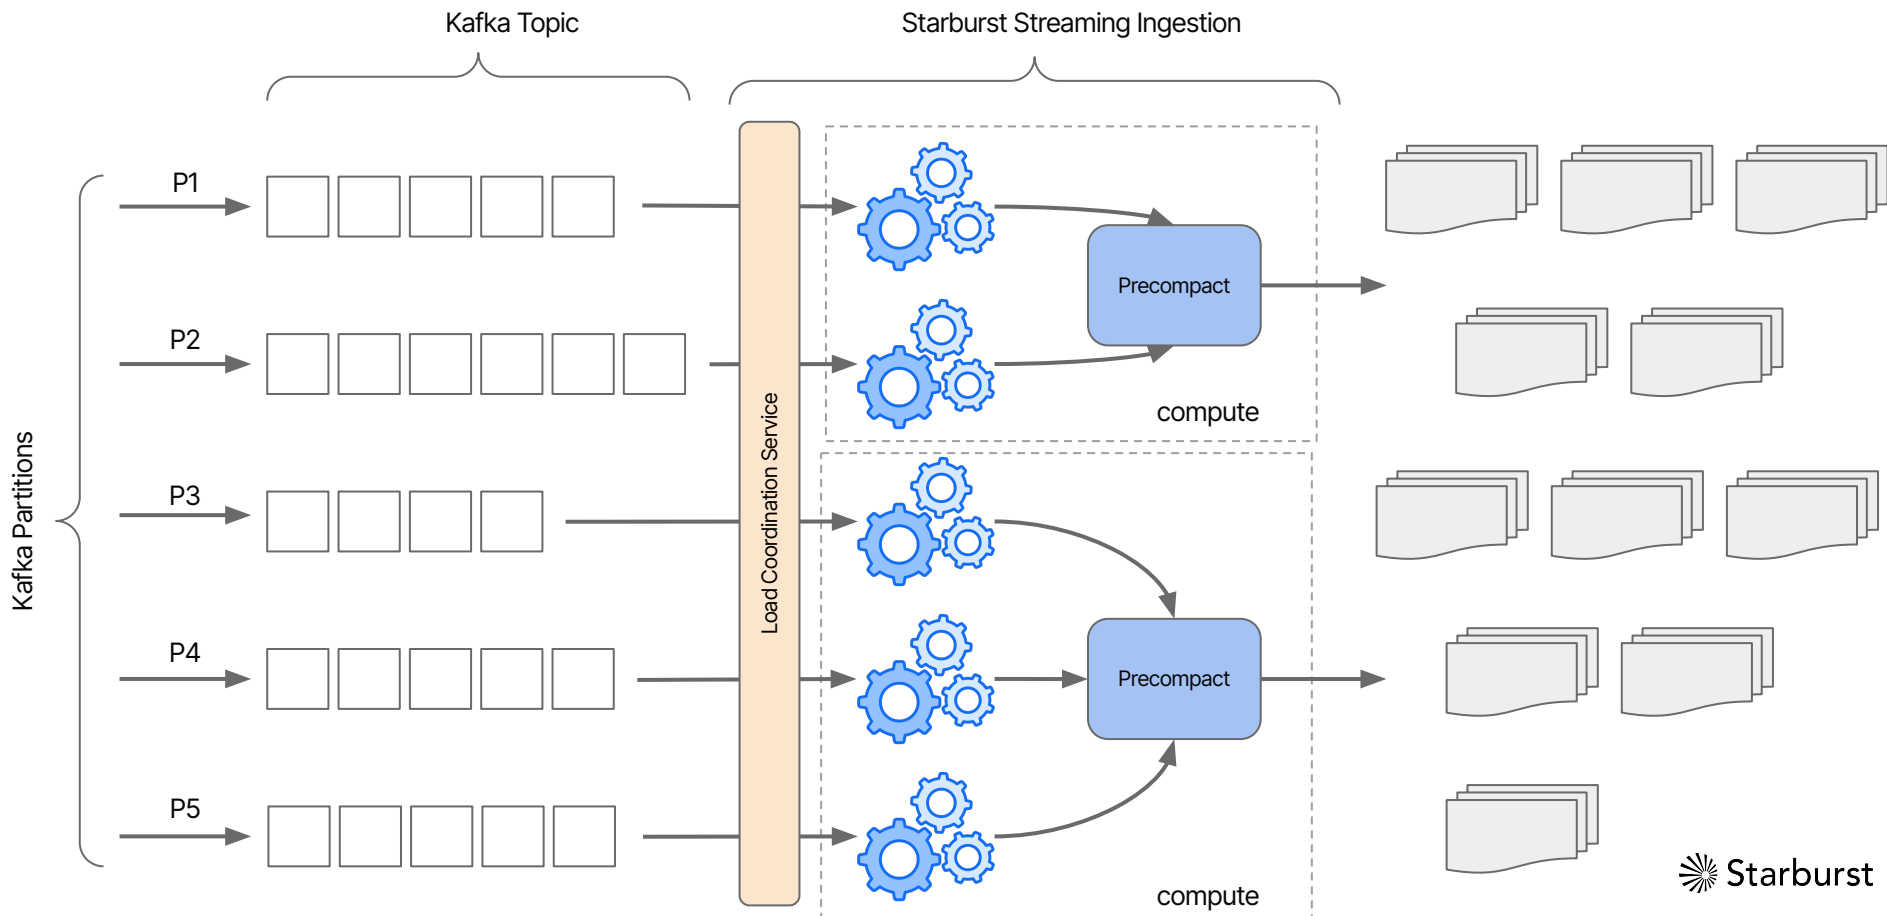 Kafka Topic
Starburst Streaming Ingestion
Kafka Partitions
P1
P2
P3
P4
P5
Load Coordination Service
Precompact
compute
Precompact
compute
Starburst